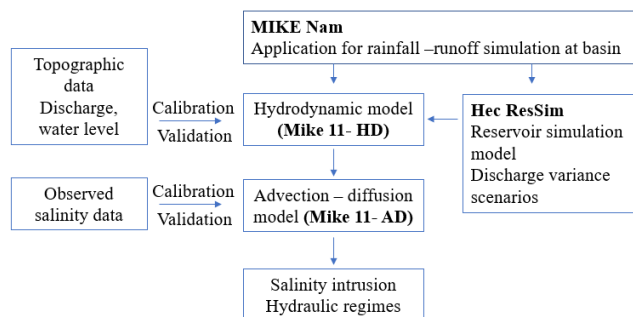 MIKE Nam
Application for rainfall –runoff simulation at basin
Topographic
data
Discharge,
water level
Calibration
Validation
Hydrodynamic model
(Mike 11- HD)
Hec ResSim
Reservoir simulation
model
Discharge variance
scenarios
Observed
salinity data
Calibration
Validation
Advection – diffusion
model (Mike 11- AD)
Salinity intrusion
Hydraulic regimes